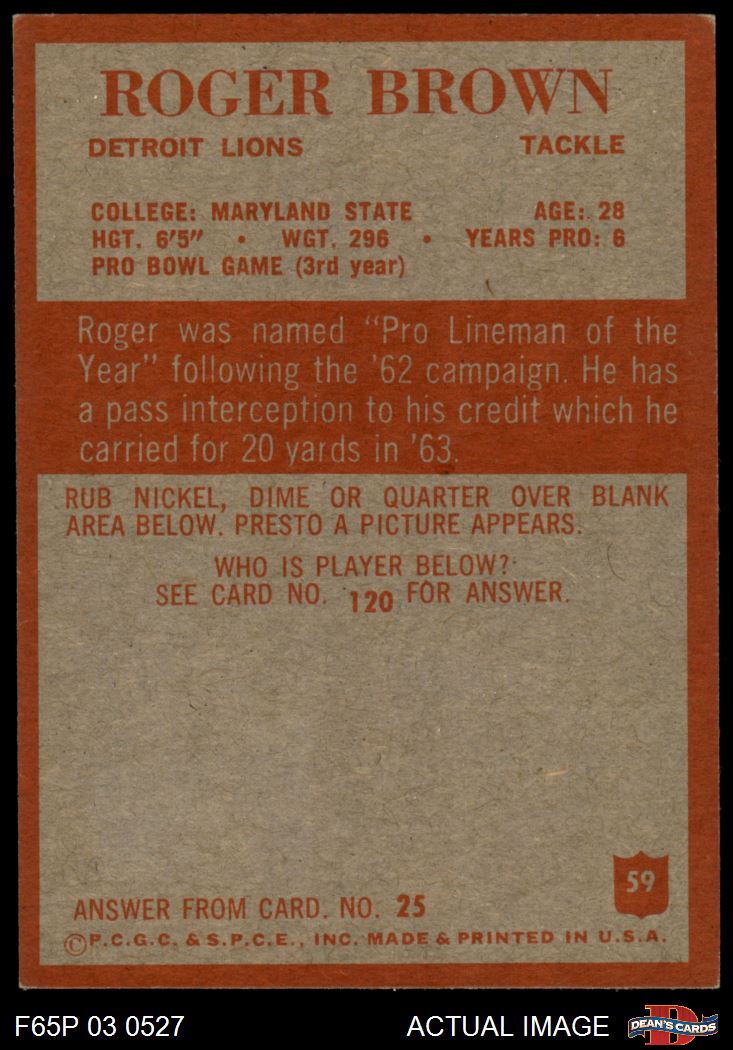 ROGER BROWN
DETROIT LIONS TACKLE
COLLEGE: MARYLAND STATE AGE: 28
HGT. 6'5" • WGT. 296 • YEARS PRO: 6
PRO BOWL GAME (3rd year)
Roger was named "Pro Lineman of the
Year" following the '62 campaign. He has
a pass interception to his credit which he
carried for 20 yards in '63.
RUB NICKEL, DIME OR QUARTER OVER BLANK
AREA BELOW. PRESTO A PICTURE APPEARS.
WHO IS PLAYER BELOW?
SEE CARD NO. 120 FOR ANSWER.
59
ANSWER FROM CARD. NO. 25
©P.C.G.C. & S.P.C.E., INC. MADE & PRINTED IN U.S.A.
F65P 03 0527 ACTUAL IMAGE D DEAN'S CARDS